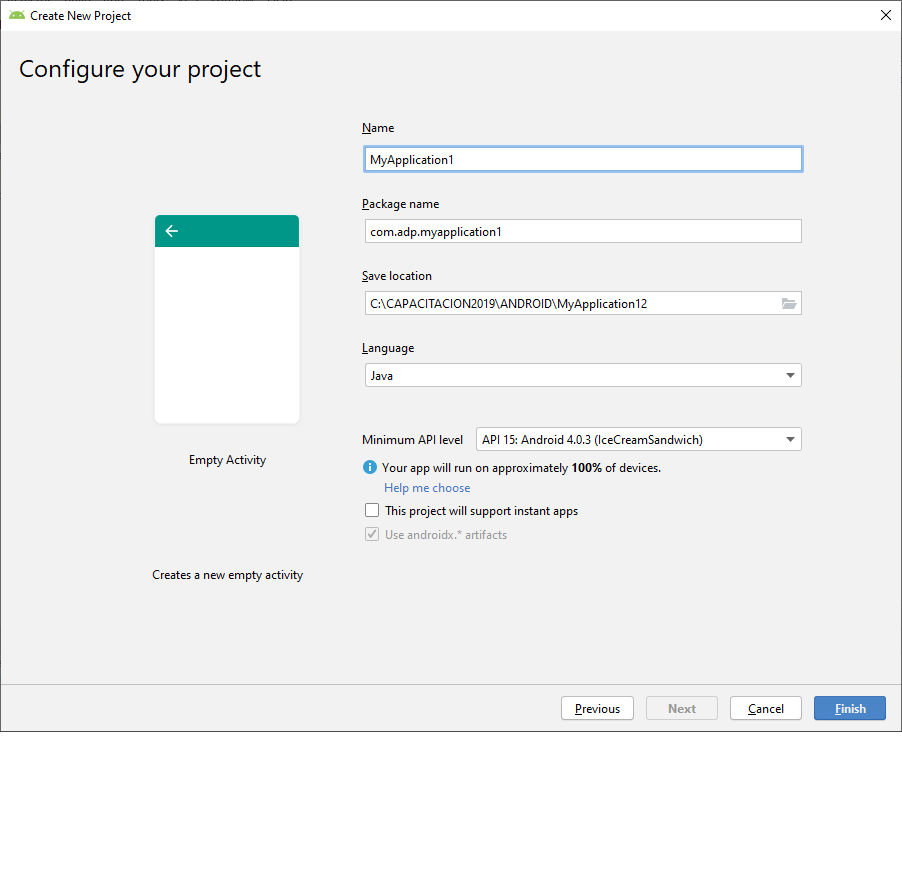 Create New Project
Configure your project
Name
MyApplication1
Package name
com.adp.myapplication1
Save location
C:\CAPACITACION2019\ANDROID\MyApplication12
Language
Java
Minimum API level API 15: Android 4.0.3 (IceCreamSandwich)
Your app will run on approximately 100% of devices.
Help me choose
This project will support instant apps
Use androidx.* artifacts
Empty Activity
Creates a new empty activity
Previous Next Cancel Finish